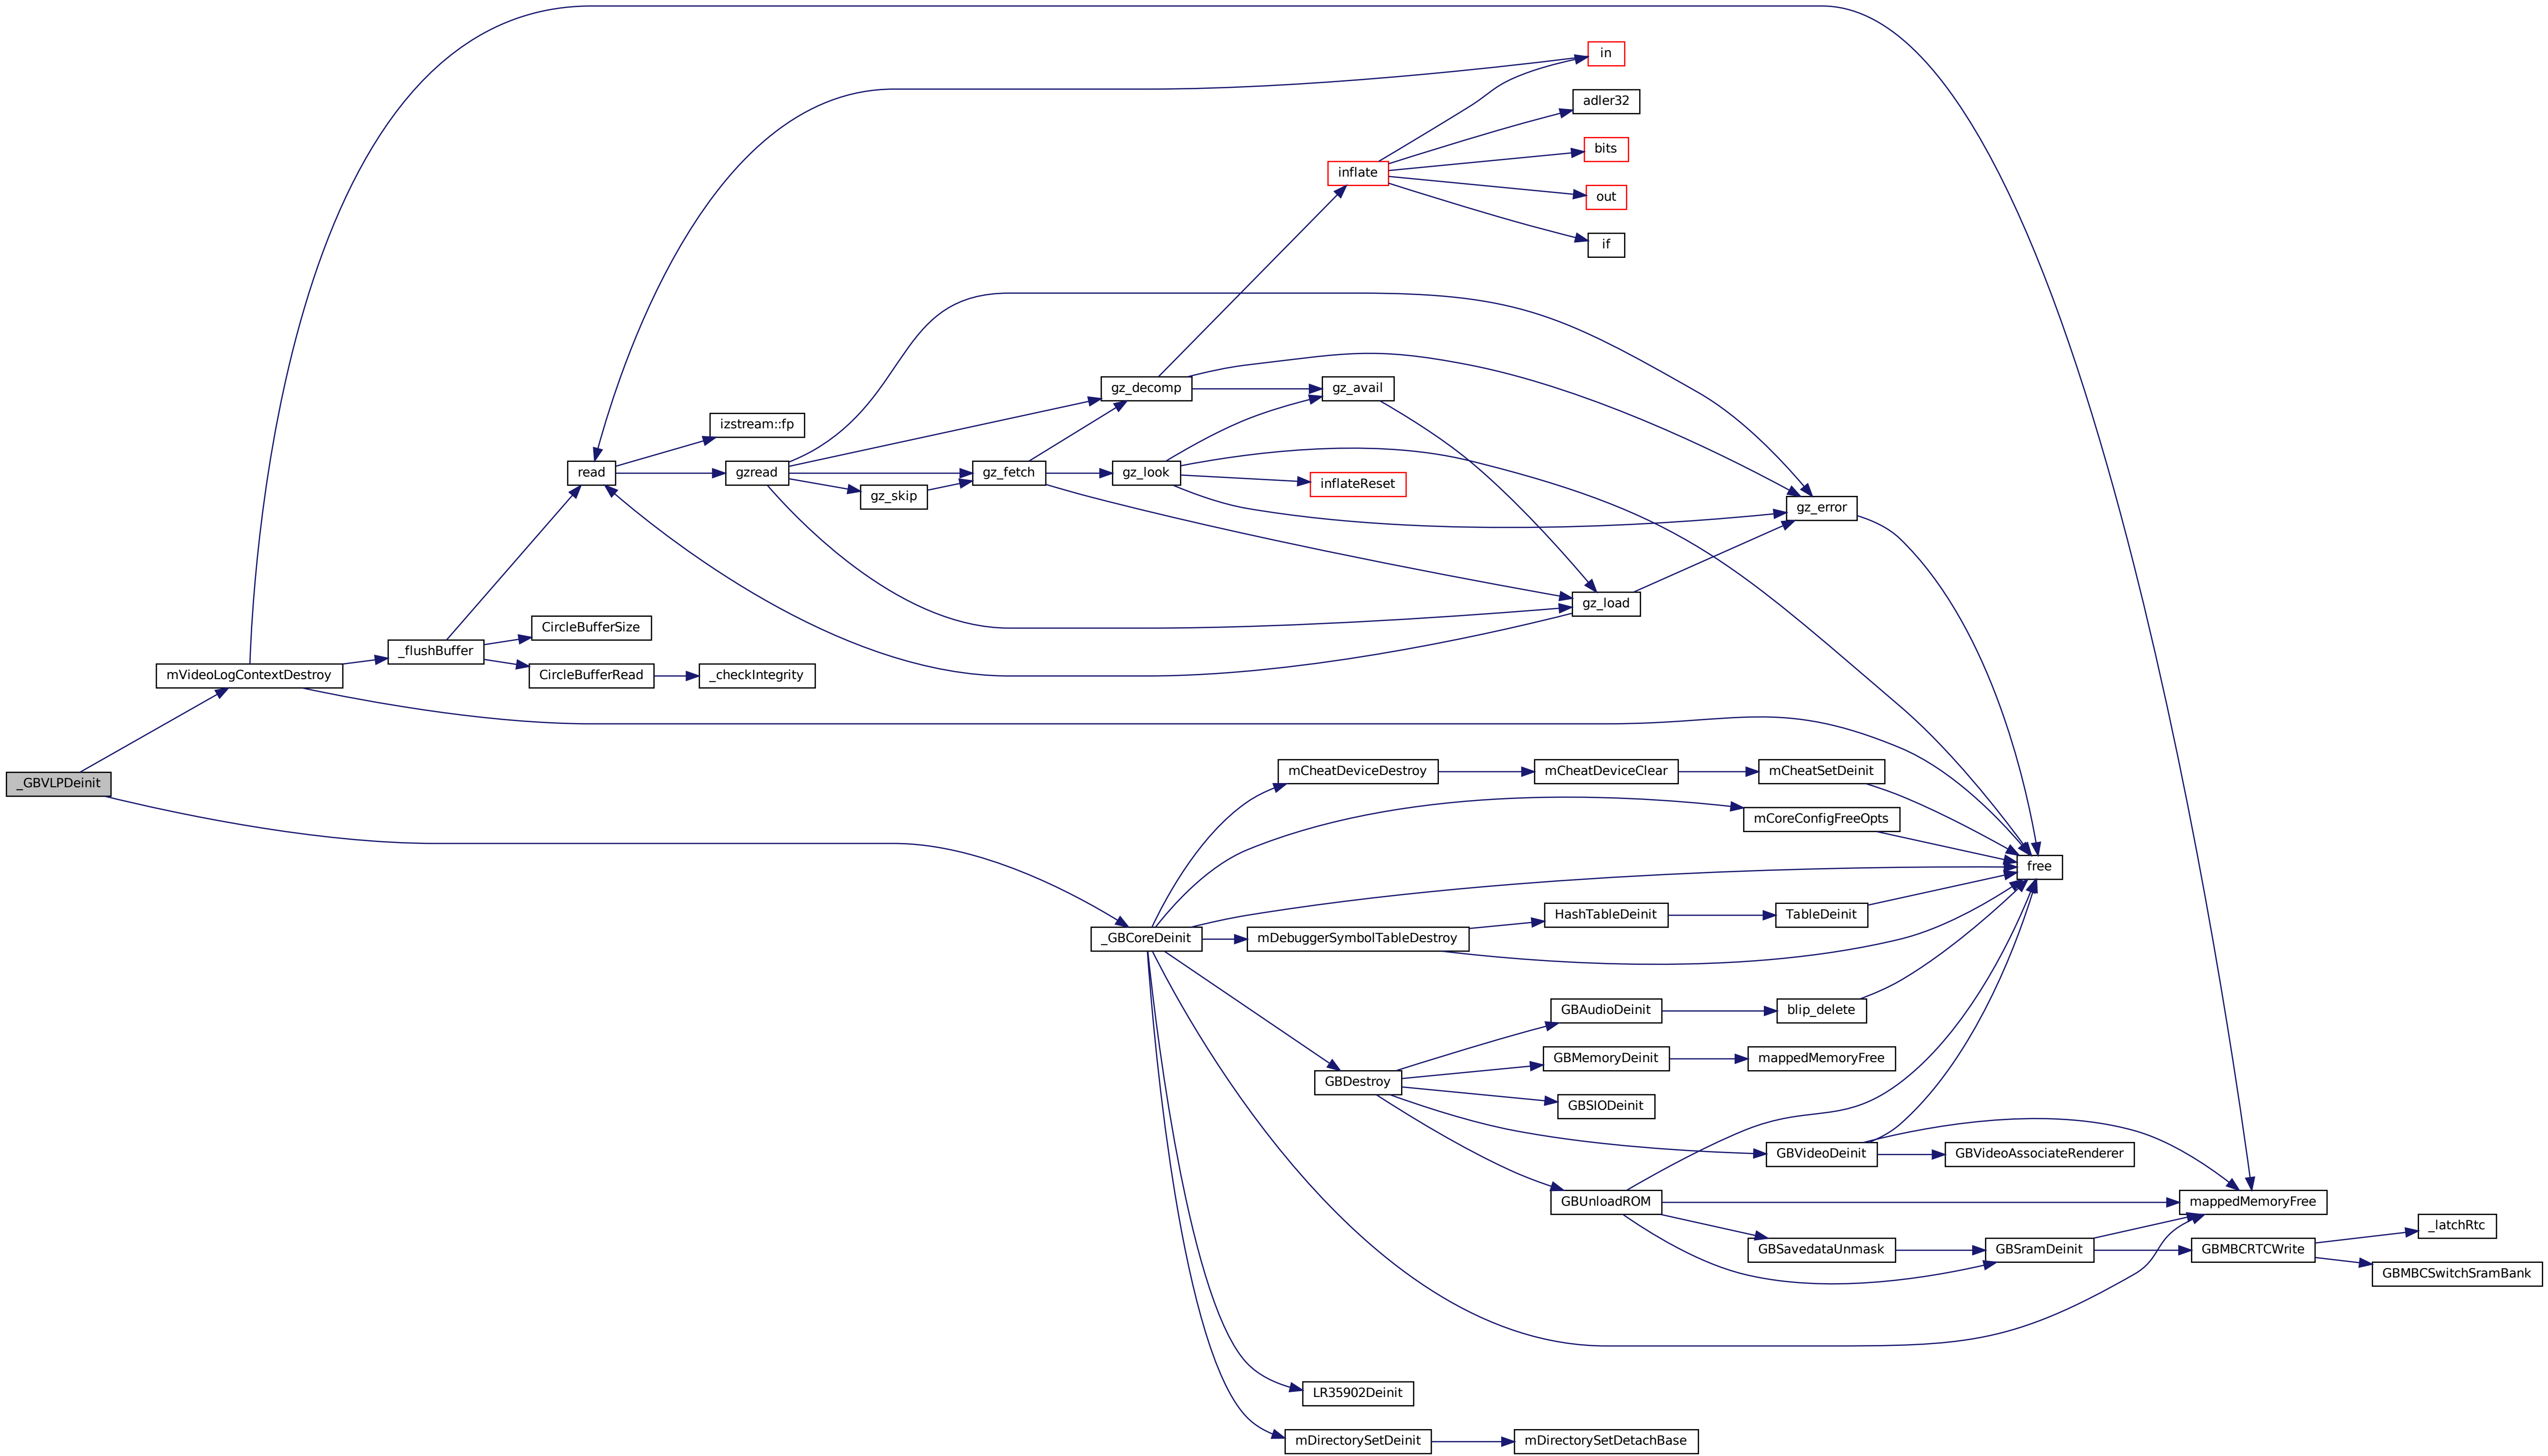 in
adler32
bits
inflate
out
if
gz_decomp
gz_avail
izstream::fp
read
gzread
gz_fetch
gz_look
inflateReset
gz_skip
gz_error
gz_load
CircleBufferSize
_flushBuffer
mVideoLogContextDestroy
CircleBufferRead
_checkIntegrity
_GBVLPDeinit
mCheatDeviceDestroy
mCheatDeviceClear
mCheatSetDeinit
mCoreConfigFreeOpts
free
HashTableDeinit
TableDeinit
_GBCoreDeinit
mDebuggerSymbolTableDestroy
GBAudioDeinit
blip_delete
GBMemoryDeinit
mappedMemoryFree
GBDestroy
GBSIODeinit
GBVideoDeinit
GBVideoAssociateRenderer
GBUnloadROM
mappedMemoryFree
_latchRtc
GBSavedataUnmask
GBSramDeinit
GBMBCRTCWrite
GBMBCSwitchSramBank
LR35902Deinit
mDirectorySetDeinit
mDirectorySetDetachBase